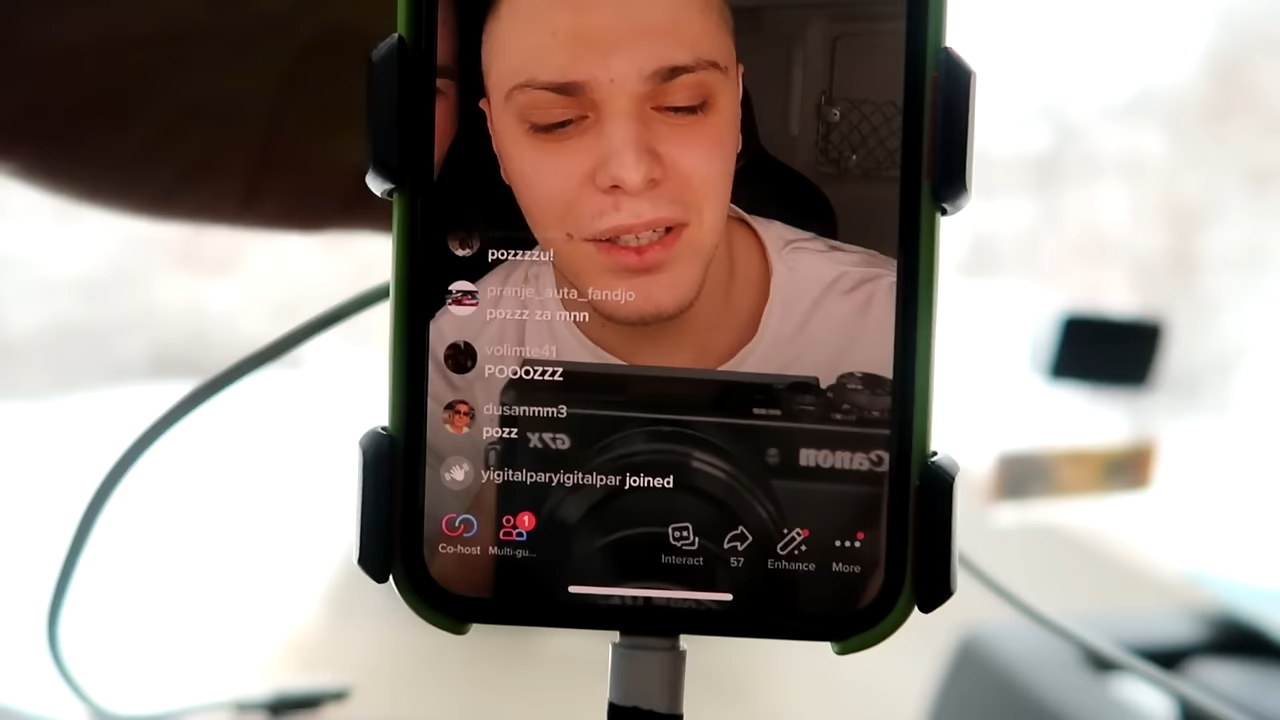 pozzzzu!
pranje_auta_fandjo
pozzz za mnn
volimte41
POOOZZZ
dusanmm3
pozz
G7X
Canon
yigitalparyigitalpar joined
1
Co-host
Multi-gu...
Interact
57
Enhance
More